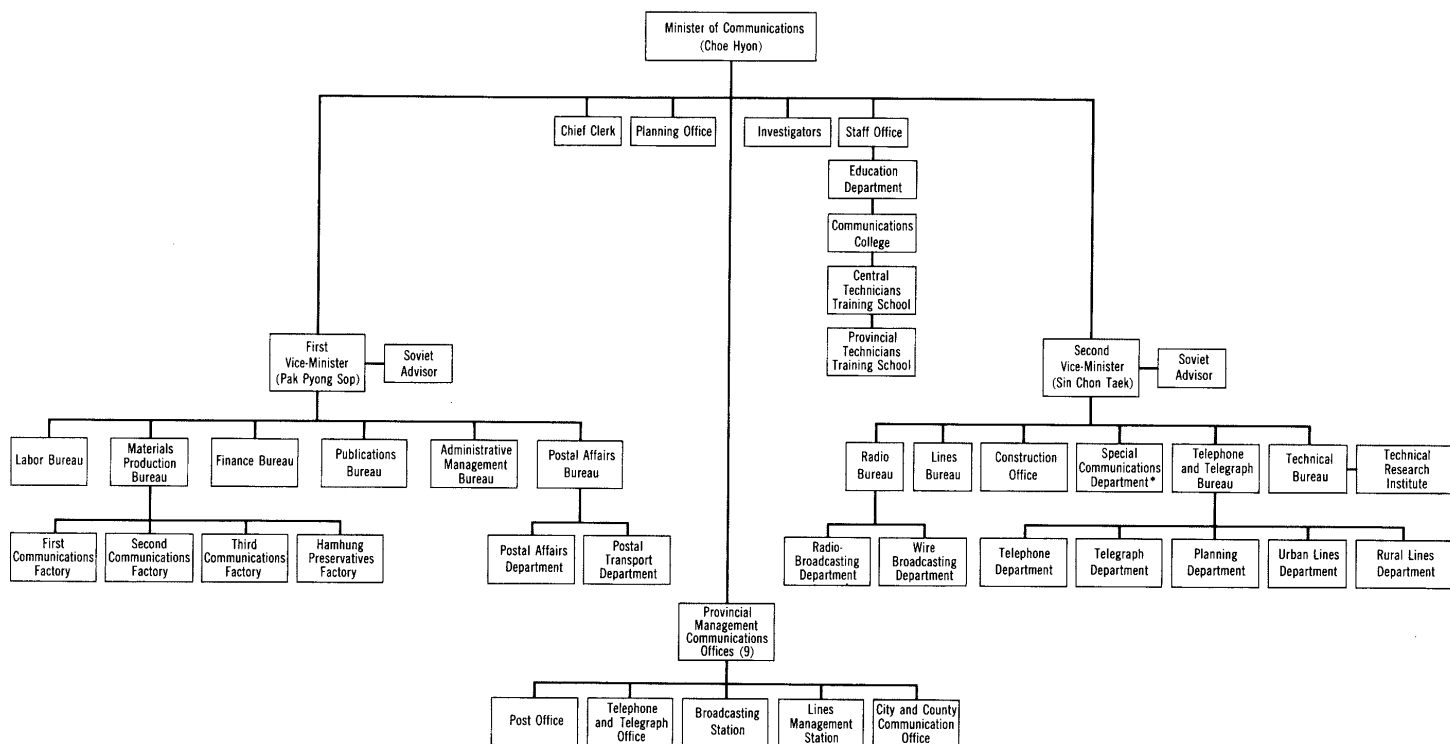 Minister of Communications
(Choe Hyon)
Chief Clerk
Planning Office
Investigators
Staff Office
Education
Department
Communications
College
Central
Technicians
Training School
Provincial
Technicians
Training School
First
Vice-Minister
(Pak Pyong Sop)
Soviet
Advisor
Second
Vice-Minister
(Sin Chon Taek)
Soviet
Advisor
Labor Bureau
Materials
Production
Bureau
Finance Bureau
Publications
Bureau
Administrative
Management
Bureau
Postal Affairs
Bureau
Radio
Bureau
Lines
Bureau
Construction
Office
Special
Communications
Department*
Telephone
and Telegraph
Bureau
Technical
Bureau
Technical
Research
Institute
First
Communications
Factory
Second
Communications
Factory
Third
Communications
Factory
Hamhung
Preservatives
Factory
Postal Affairs
Department
Postal
Transport
Department
Radio-
Broadcasting
Department
Wire
Broadcasting
Department
Telephone
Department
Telegraph
Department
Planning
Department
Urban Lines
Department
Rural Lines
Department
Provincial
Management
Communications
Offices (9)
Post Office
Telephone
and Telegraph
Office
Broadcasting
Station
Lines
Management
Station
City and County
Communication
Office